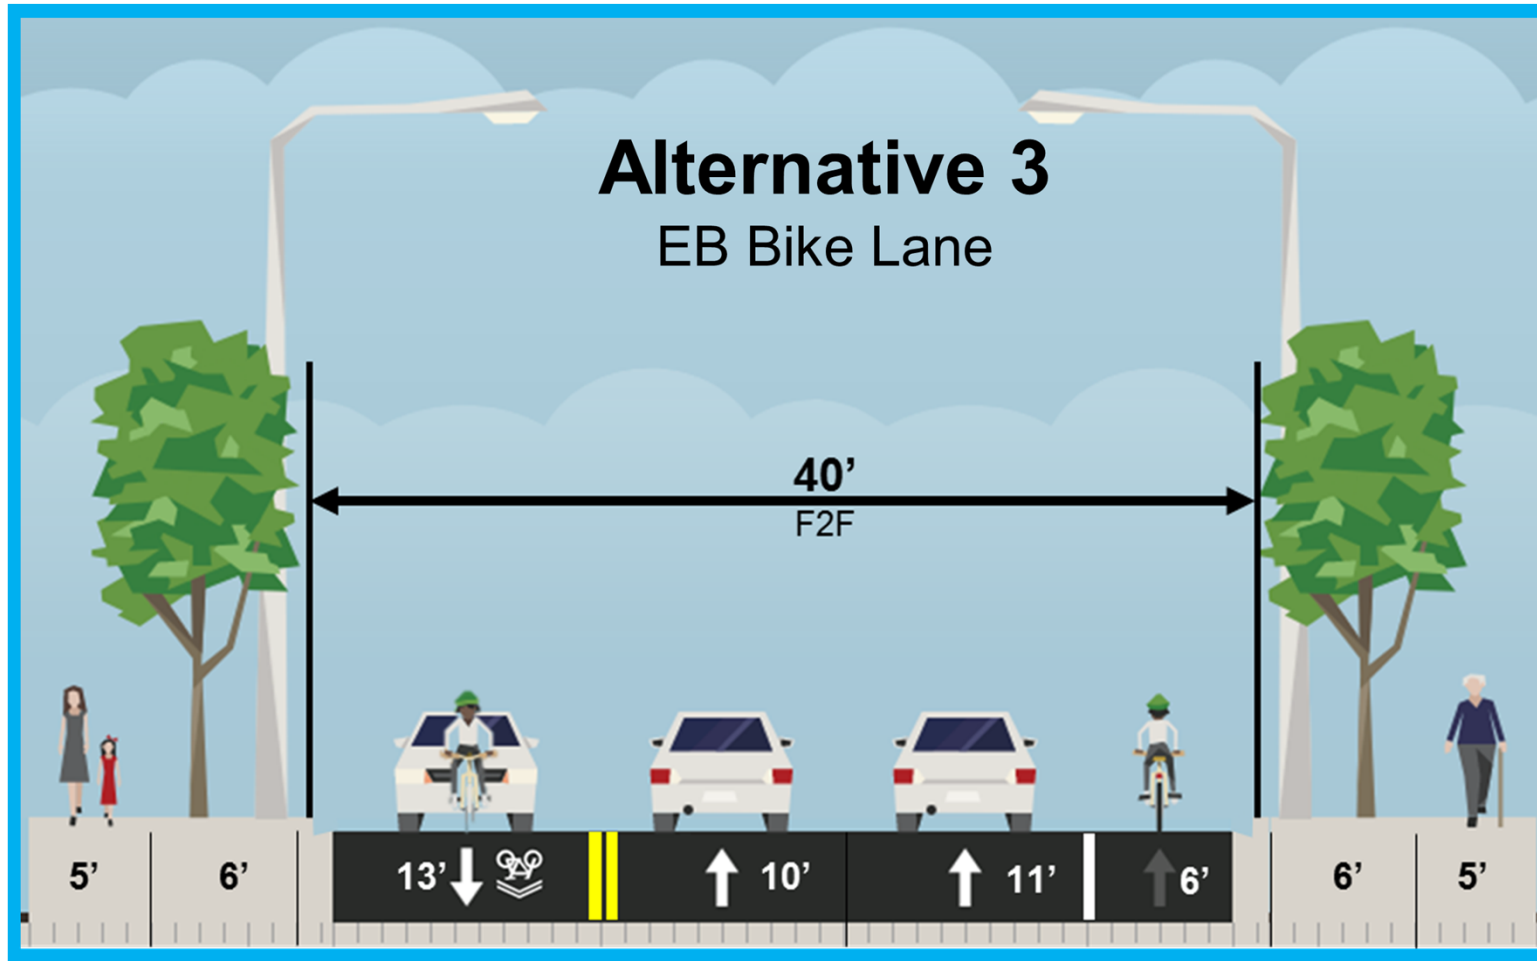 Alternative 3
EB Bike Lane
40’
F2F
5’ 6’ 13’ 10’ 11’ 6’ 6’ 5’